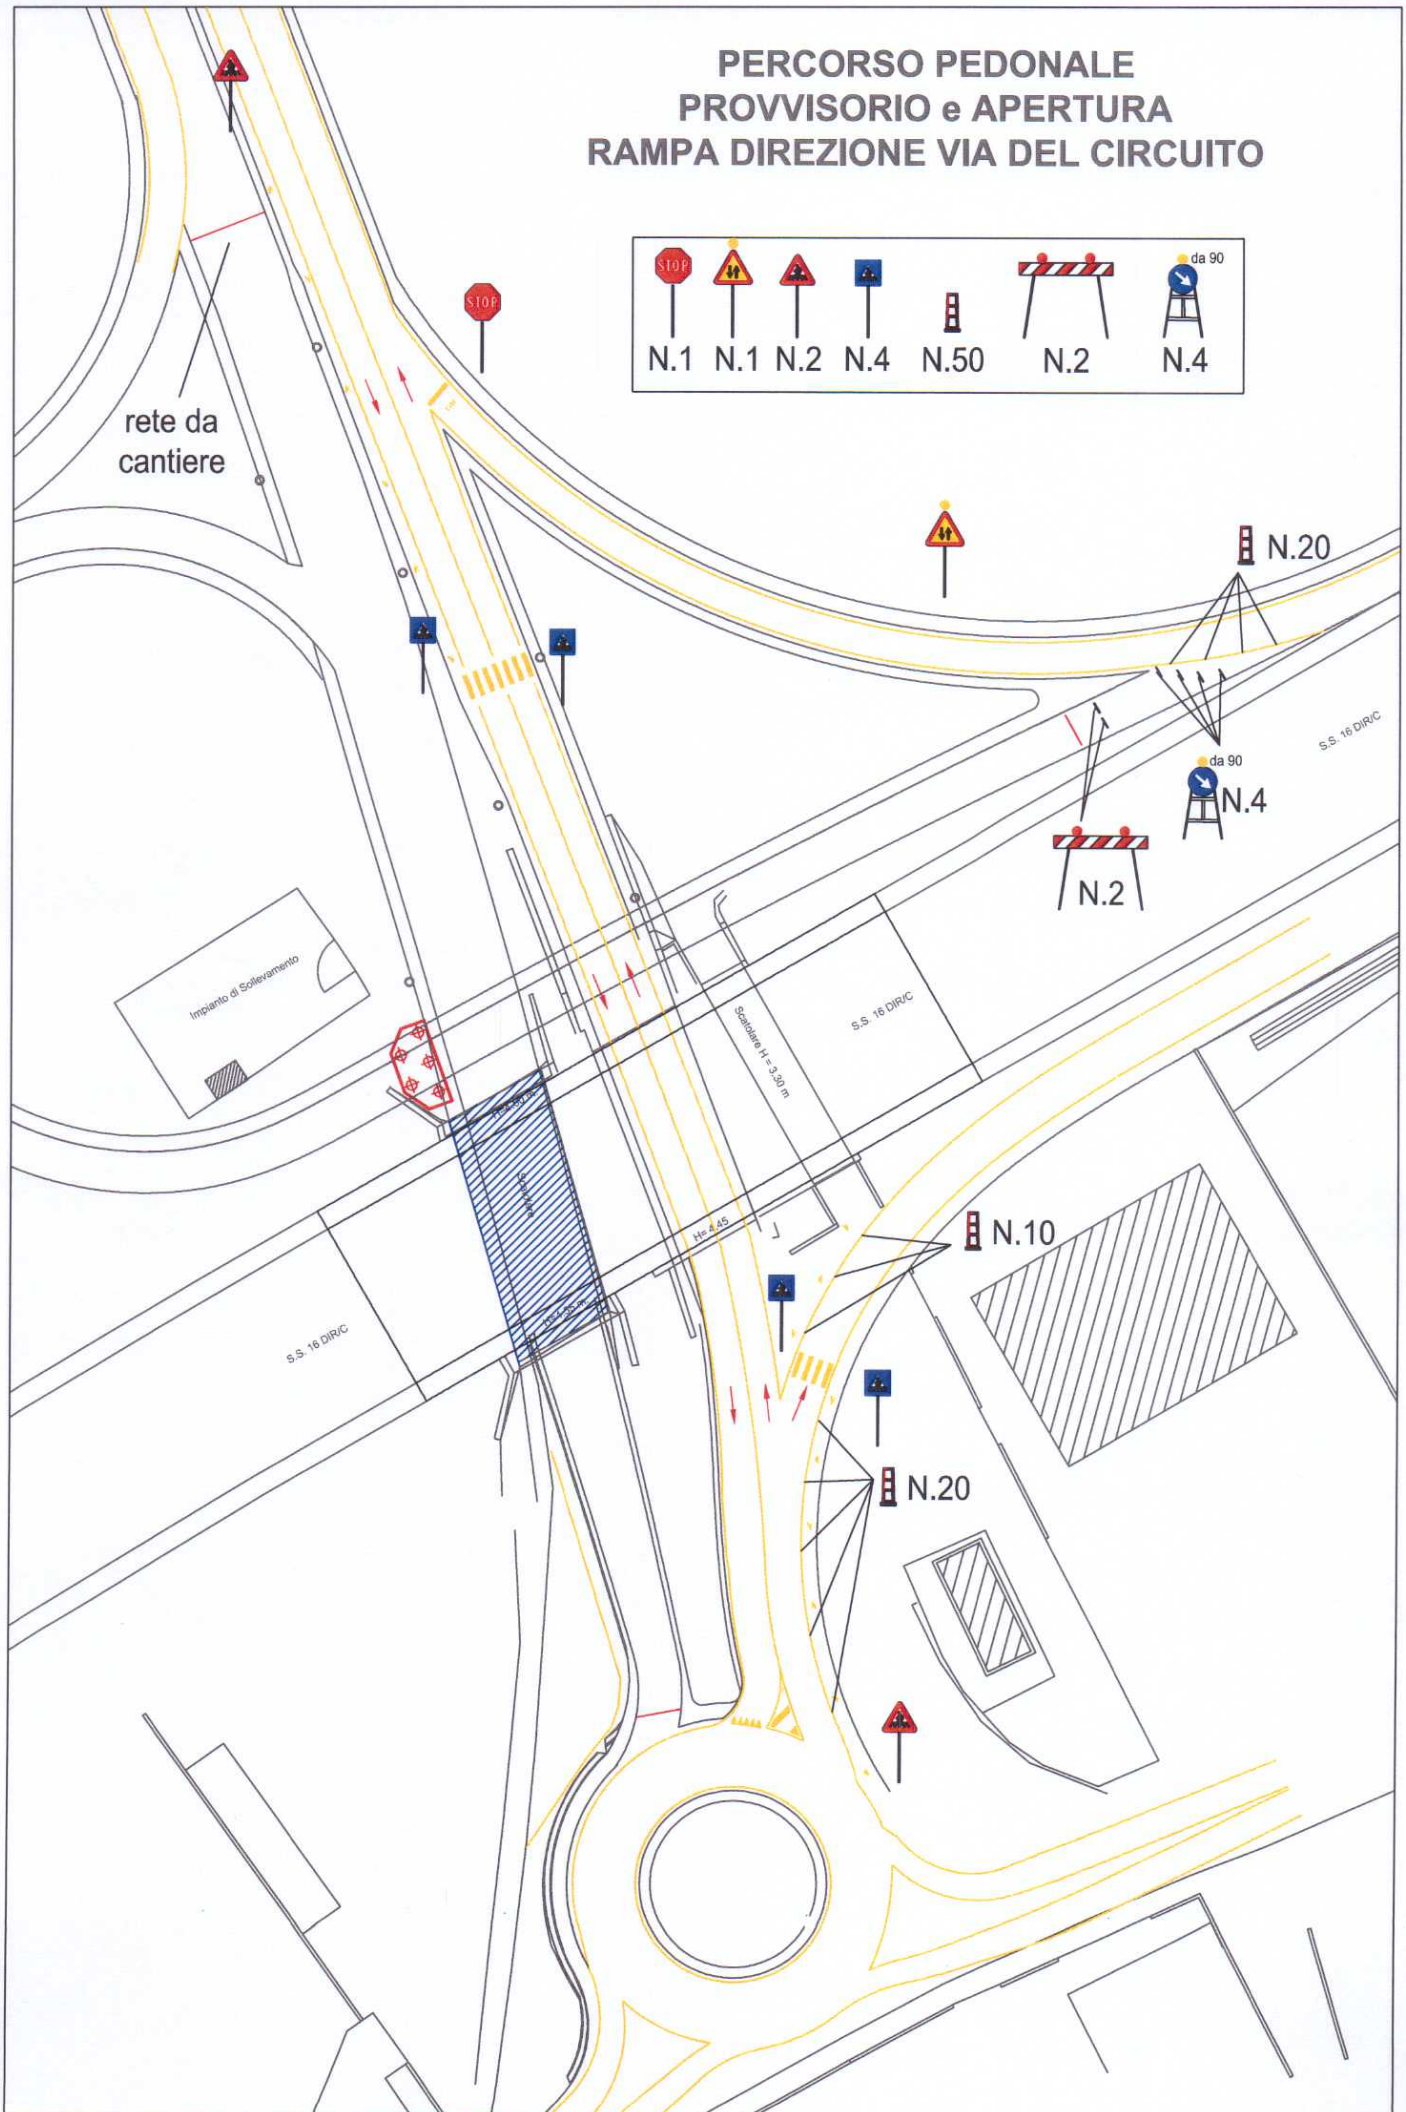 PERCORSO PEDONALE
PROVVISORIO e APERTURA
RAMPA DIREZIONE VIA DEL CIRCUITO
STOP
da 90
N.1 N.1 N.2 N.4 N.50 N.2 N.4
STOP
rete da
cantiere
N.20
S.S. 16 DIR/C
da 90
N.4
N.2
Impianto di Sollevamento
S.S. 16 DIR/C
Scatolare H = 3.30 m
Scatolare
H= 4.45
N.10
S.S. 16 DIR/C
N.20